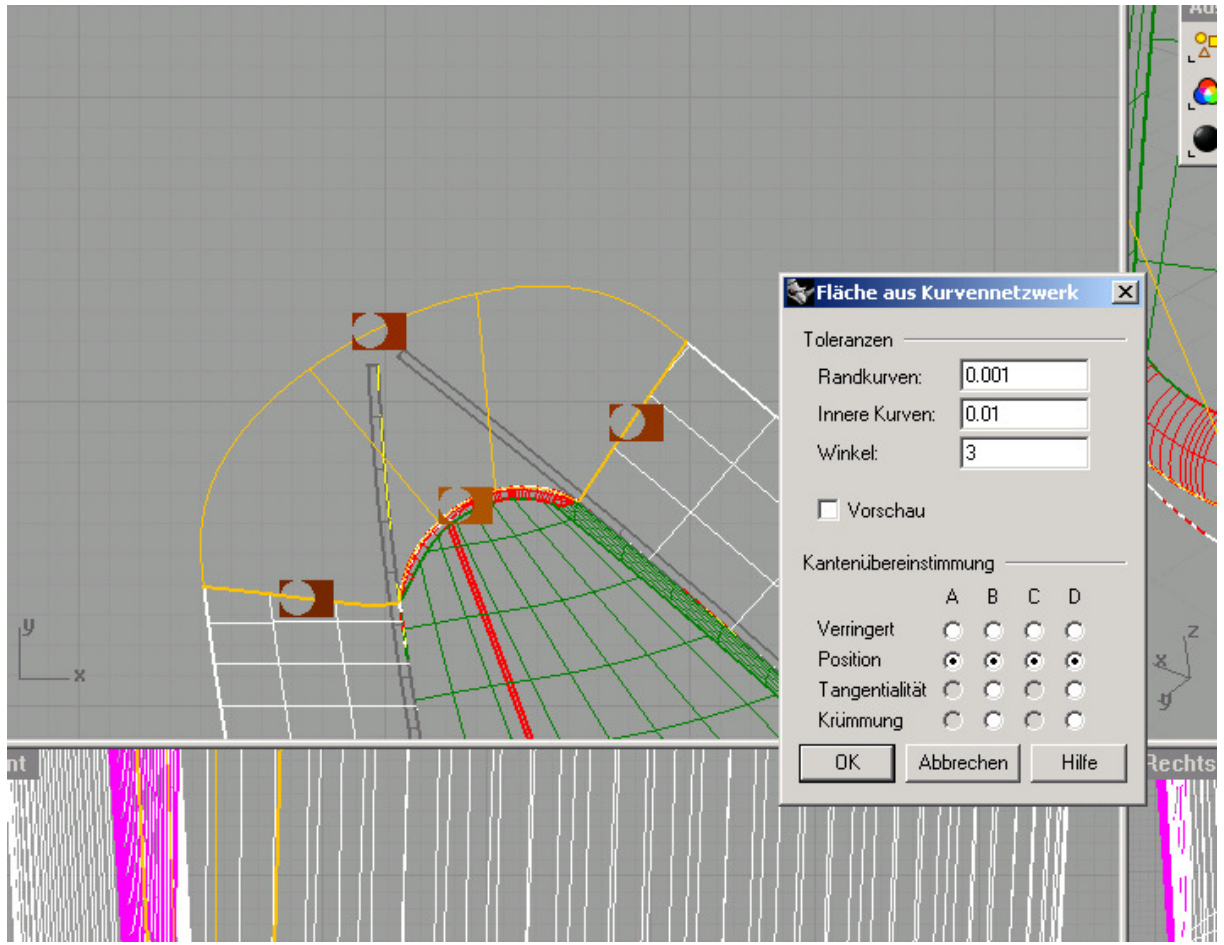 Aus
Fläche aus Kurvennetzwerk
Toleranzen
Randkurven: 0.001
Innere Kurven: 0.01
Winkel: 3
Vorschau
Kantenübereinstimmung
A B C D
Verringert
Position
Tangentialität
Krümmung
OK Abbrechen Hilfe
y
x
z
x
y
nt
Rechts